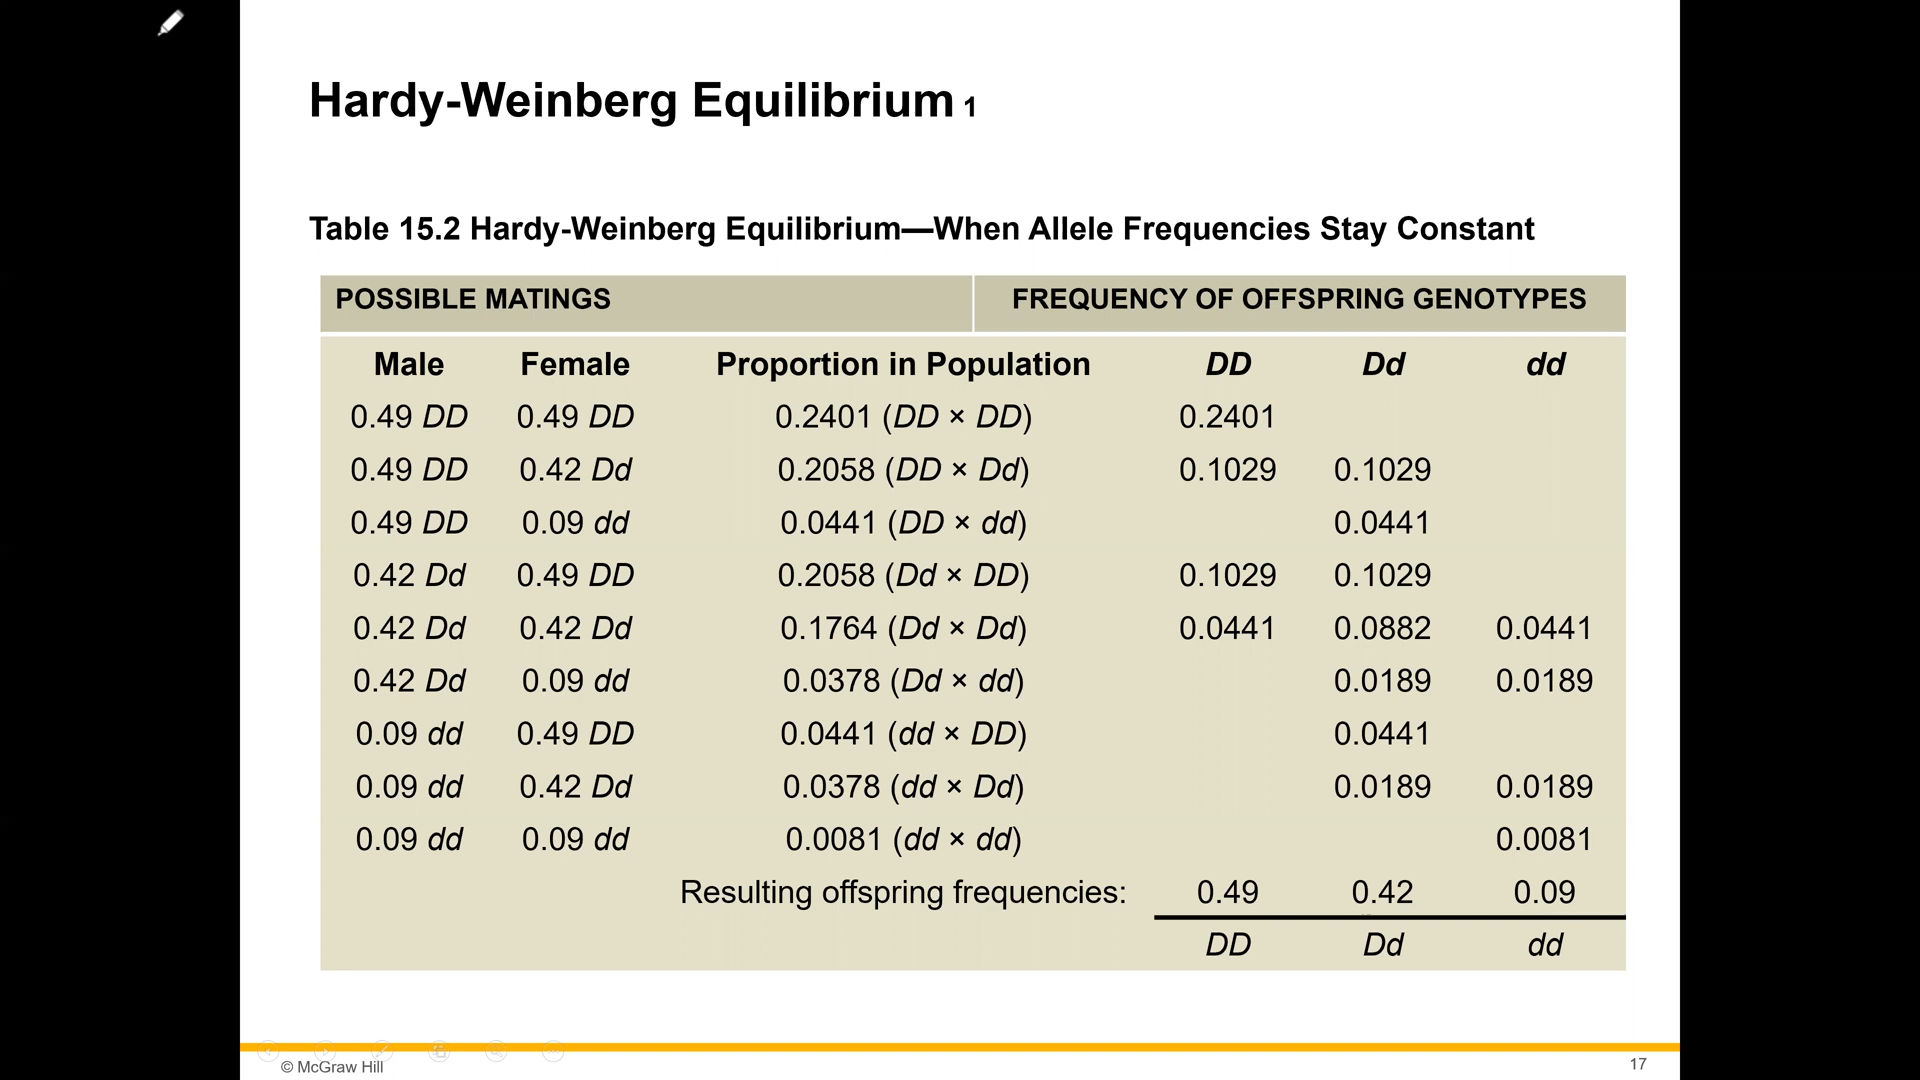 Hardy-Weinberg Equilibrium 1
Table 15.2 Hardy-Weinberg Equilibrium—When Allele Frequencies Stay Constant
POSSIBLE MATINGS FREQUENCY OF OFFSPRING GENOTYPES
Male Female Proportion in Population DD Dd dd
0.49 DD 0.49 DD 0.2401 (DD × DD) 0.2401
0.49 DD 0.42 Dd 0.2058 (DD × Dd) 0.1029 0.1029
0.49 DD 0.09 dd 0.0441 (DD × dd) 0.0441
0.42 Dd 0.49 DD 0.2058 (Dd × DD) 0.1029 0.1029
0.42 Dd 0.42 Dd 0.1764 (Dd × Dd) 0.0441 0.0882 0.0441
0.42 Dd 0.09 dd 0.0378 (Dd × dd) 0.0189 0.0189
0.09 dd 0.49 DD 0.0441 (dd × DD) 0.0441
0.09 dd 0.42 Dd 0.0378 (dd × Dd) 0.0189 0.0189
0.09 dd 0.09 dd 0.0081 (dd × dd) 0.0081
Resulting offspring frequencies: 0.49 0.42 0.09
DD Dd dd
© McGraw Hill 17